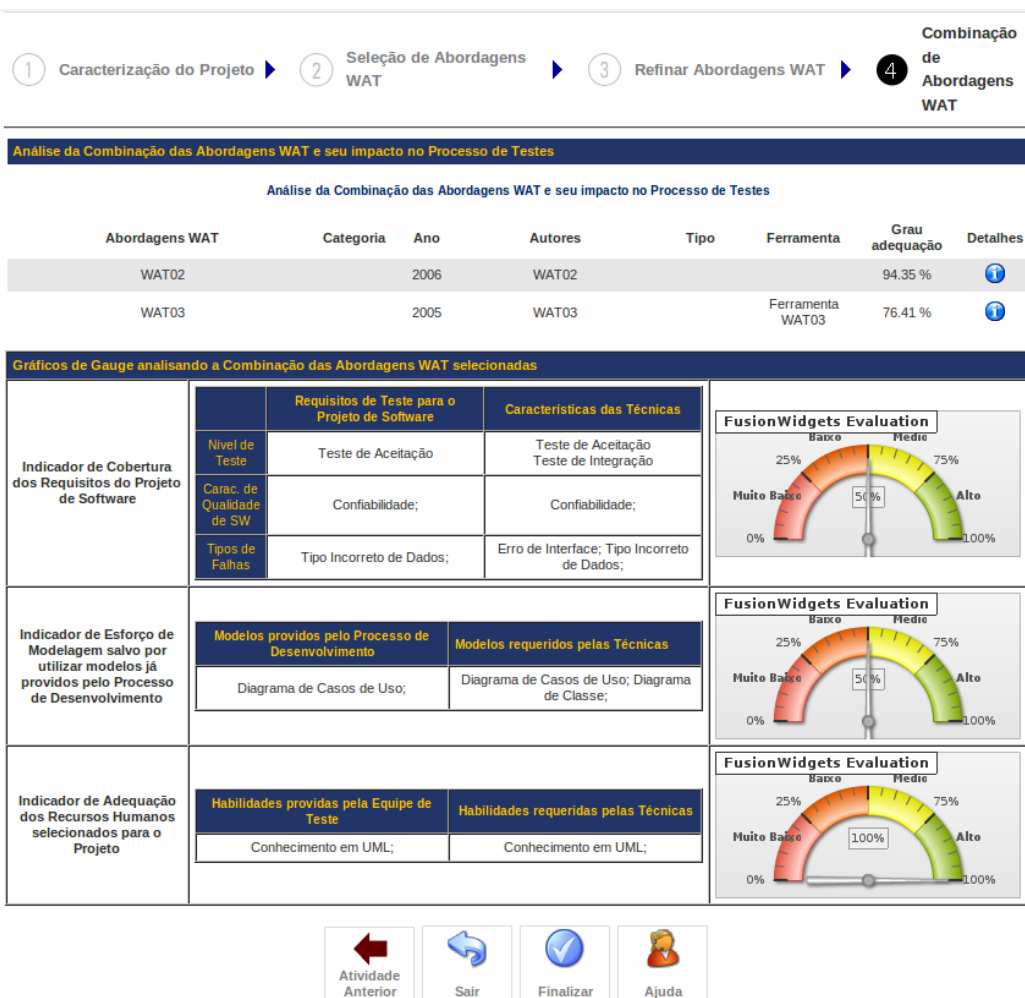 1 Caracterização do Projeto
2 Seleção de Abordagens
WAT
3 Refinar Abordagens WAT
4 Combinação
de
Abordagens
WAT
Análise da Combinação das Abordagens WAT e seu impacto no Processo de Testes
Análise da Combinação das Abordagens WAT e seu impacto no Processo de Testes
Abordagens WAT Categoria Ano Autores Tipo Ferramenta Grau adequação Detalhes
WAT02 2006 WAT02 94.35 %
WAT03 2005 WAT03 Ferramenta WAT03 76.41 %
Gráficos de Gauge analisando a Combinação das Abordagens WAT selecionadas
Indicador de Cobertura
dos Requisitos do Projeto
de Software
Requisitos de Teste para o
Projeto de Software
Características das Técnicas
Nível de
Teste
Teste de Aceitação
Teste de Aceitação
Teste de Integração
Carac. de
Qualidade
de SW
Confiabilidade;
Confiabilidade;
Tipos de
Falhas
Tipo Incorreto de Dados;
Erro de Interface; Tipo Incorreto
de Dados;
FusionWidgets Evaluation
Baixo Médio
25% 75%
Muito Baixo 50% Alto
0% 100%
Indicador de Esforço de
Modelagem salvo por
utilizar modelos já
providos pelo Processo
de Desenvolvimento
Modelos providos pelo Processo de
Desenvolvimento
Modelos requeridos pelas Técnicas
Diagrama de Casos de Uso;
Diagrama de Casos de Uso; Diagrama
de Classe;
FusionWidgets Evaluation
Baixo Médio
25% 75%
Muito Baixo 50% Alto
0% 100%
Indicador de Adequação
dos Recursos Humanos
selecionados para o
Projeto
Habilidades providas pela Equipe de
Teste
Habilidades requeridas pelas Técnicas
Conhecimento em UML;
Conhecimento em UML;
FusionWidgets Evaluation
Baixo Médio
25% 75%
Muito Baixo 100% Alto
0% 100%
Atividade
Anterior
Sair
Finalizar
Ajuda